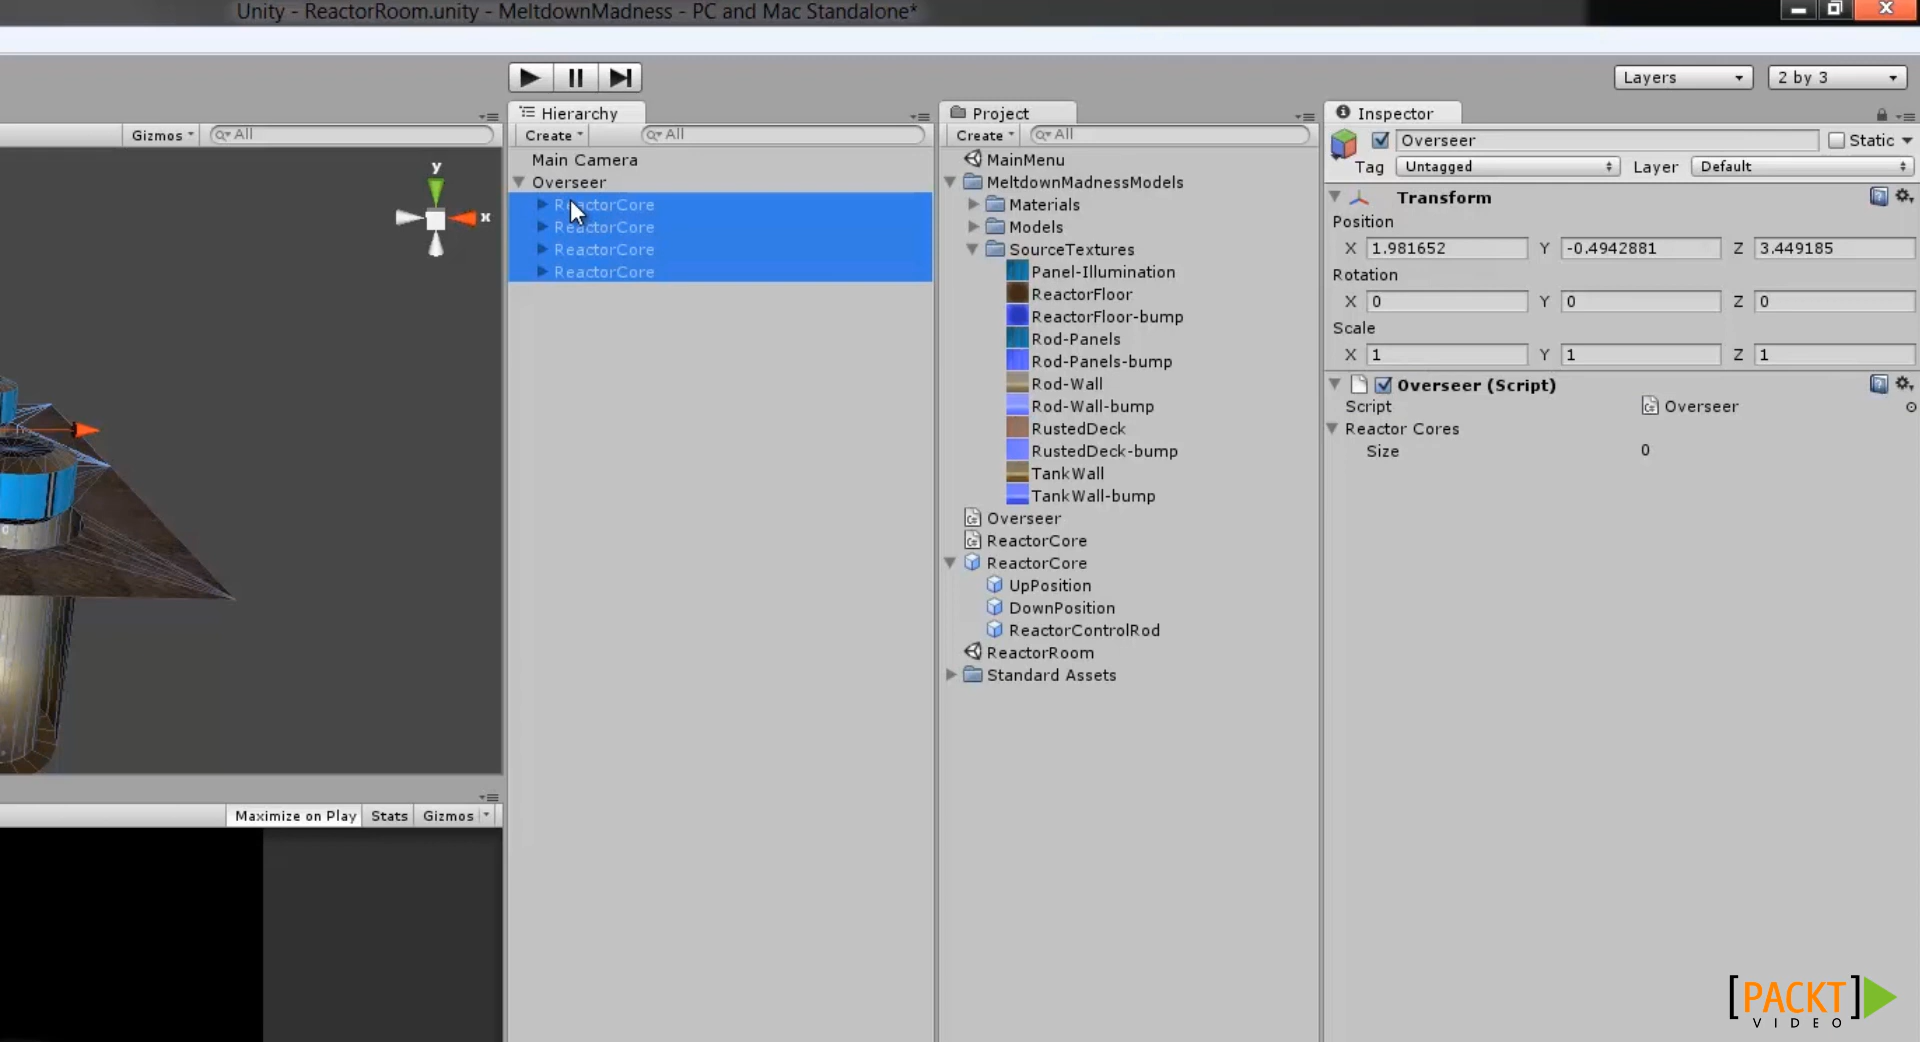 Unity - ReactorRoom.unity - MeltdownMadness - PC and Mac Standalone*
Layers
2 by 3
Hierarchy
Project
Inspector
Gizmos
All
Create
All
Create
All
Main Camera
Overseer
ReactorCore
ReactorCore
ReactorCore
ReactorCore
MainMenu
MeltdownMadnessModels
Materials
Models
SourceTextures
Panel-Illumination
ReactorFloor
ReactorFloor-bump
Rod-Panels
Rod-Panels-bump
Rod-Wall
Rod-Wall-bump
RustedDeck
RustedDeck-bump
TankWall
TankWall-bump
Overseer
ReactorCore
ReactorCore
UpPosition
DownPosition
ReactorControlRod
ReactorRoom
Standard Assets
Overseer
Static
Tag Untagged Layer Default
Transform
Position
X 1.981652 Y -0.4942881 Z 3.449185
Rotation
X 0 Y 0 Z 0
Scale
X 1 Y 1 Z 1
Overseer (Script)
Script Overseer
Reactor Cores
Size 0
y
x
Maximize on Play Stats Gizmos
[PACKT]
VIDEO